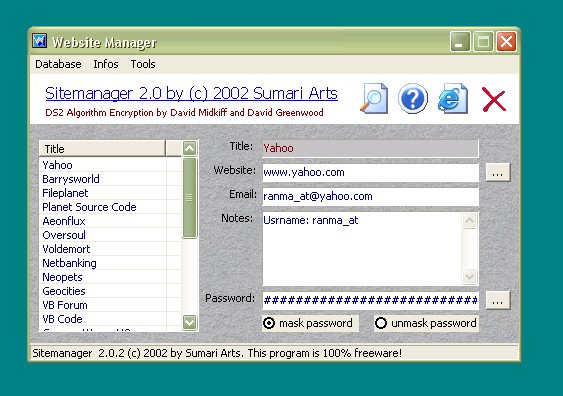 Website Manager
Database Infos Tools
Sitemanager 2.0 by (c) 2002 Sumari Arts
DS2 Algorithm Encryption by David Midkiff and David Greenwood
Title
Yahoo
Barrysworld
Fileplanet
Planet Source Code
Aeonflux
Oversoul
Voldemort
Netbanking
Neopets
Geocities
VB Forum
VB Code
Title: Yahoo
Website: www.yahoo.com ...
Email: ranma_at@yahoo.com
Notes: Usrname: ranma_at
Password: ########################### ...
mask password unmask password
Sitemanager 2.0.2 (c) 2002 by Sumari Arts. This program is 100% freeware!